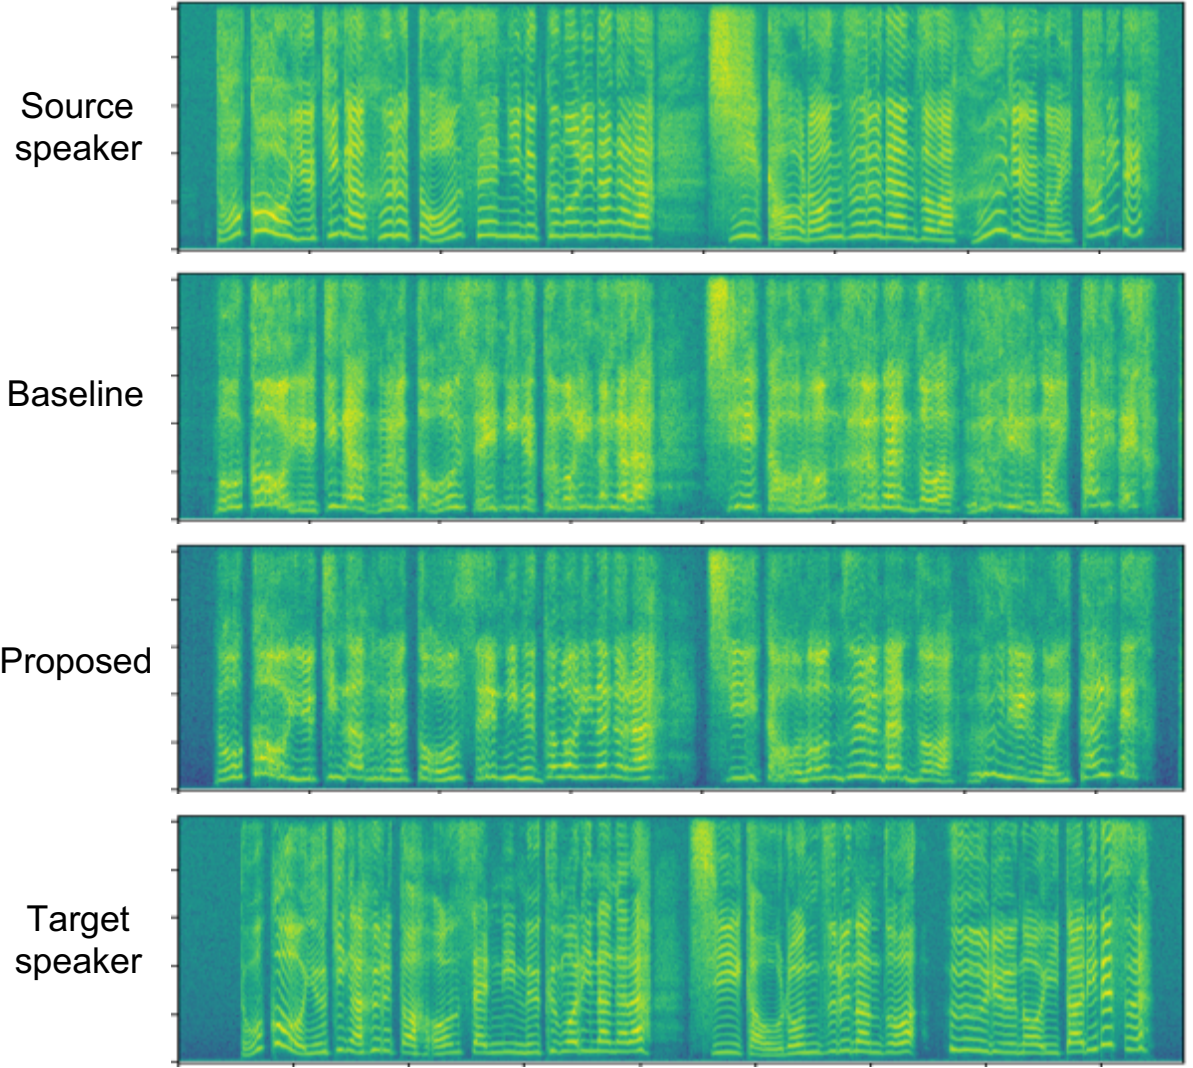 Source
speaker
Baseline
Proposed
Target
speaker